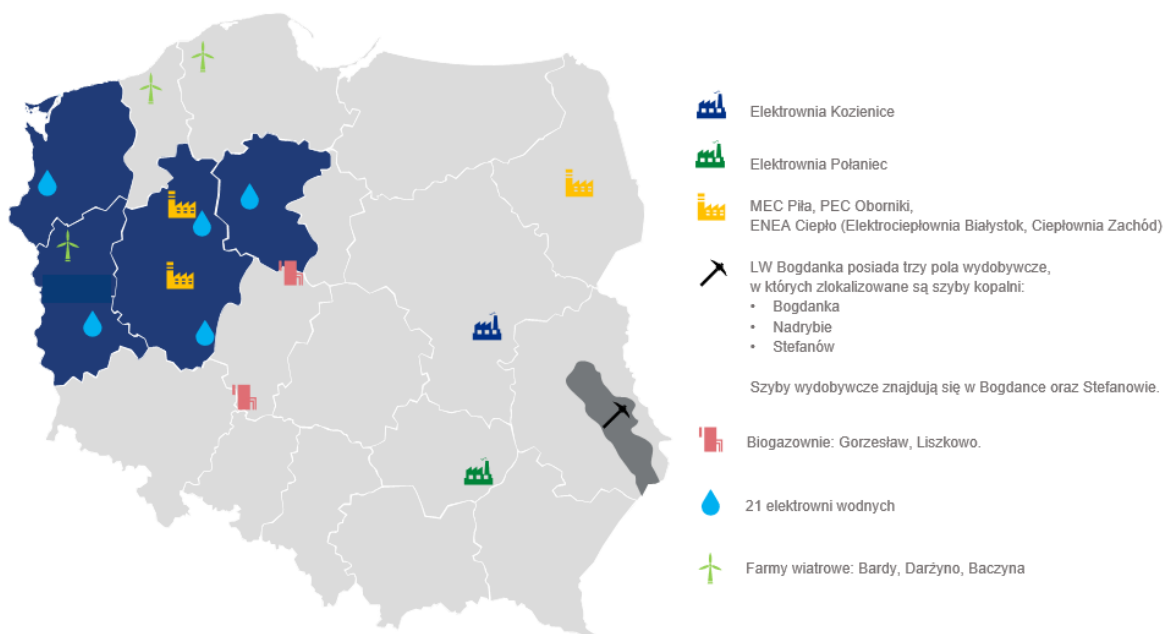 Elektrownia Kozienice
Elektrownia Połaniec
MEC Piła, PEC Oborniki,
ENEA Ciepło (Elektrociepłownia Białystok, Ciepłownia Zachód)
LW Bogdanka posiada trzy pola wydobywcze,
w których zlokalizowane są szyby kopalni:
• Bogdanka
• Nadrybie
• Stefanów
Szyby wydobywcze znajdują się w Bogdance oraz Stefanowie.
Biogazownie: Gorzesław, Liszkowo.
21 elektrowni wodnych
Farmy wiatrowe: Bardy, Darżyno, Baczyna